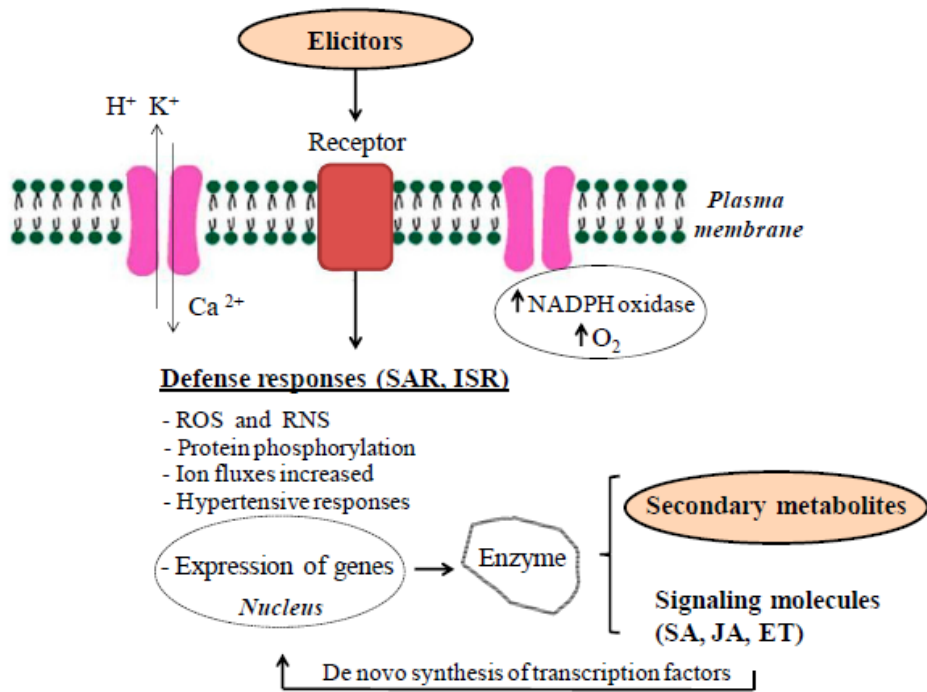 Elicitors
H+ K+
Receptor
Plasma
membrane
Ca 2+
↑NADPH oxidase
↑O2
Defense responses (SAR, ISR)
- ROS and RNS
- Protein phosphorylation
- Ion fluxes increased
- Hypertensive responses
- Expression of genes
Nucleus
Enzyme
Secondary metabolites
Signaling molecules
(SA, JA, ET)
De novo synthesis of transcription factors